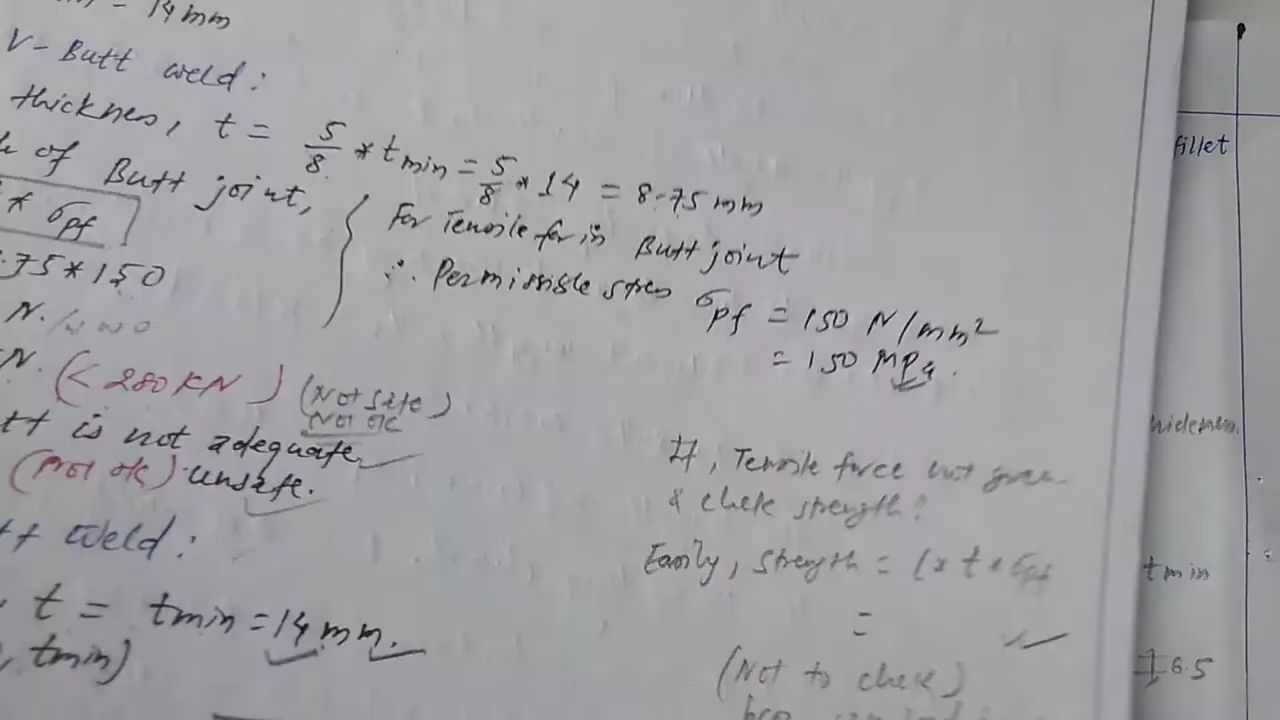 14 mm
V-Butt weld:
thickness, t = 5/8 * tmin = 5/8 * 14 = 8.75 mm
of Butt joint,
* σpf
.75 * 150
N.
N. (< 280 KN) (Not safe)
Not ok
tt is not adequate
(Not ok) unsafe.
For Tensile for in Butt joint
∴ Permissible stress σpf = 150 N/mm²
= 150 MPa.
tt weld:
t = tmin = 14 mm.
, tmin)
If, Tensile force not given
& check strength?
Easily, strength = l * t * σpf
=
(Not to check)
fillet
tmin
16.5